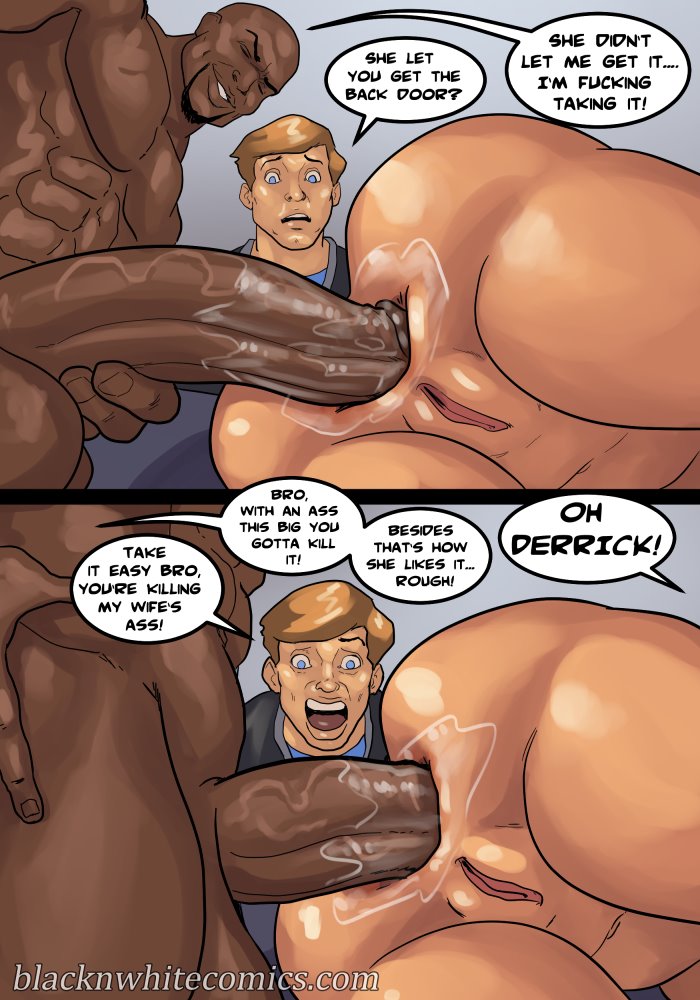 SHE LET
YOU GET THE
BACK DOOR?
SHE DIDN'T
LET ME GET IT....
I'M FUCKING
TAKING IT!
TAKE
IT EASY BRO,
YOU'RE KILLING
MY WIFE'S
ASS!
BRO,
WITH AN ASS
THIS BIG YOU
GOTTA KILL
IT!
BESIDES
THAT'S HOW
SHE LIKES IT...
ROUGH!
OH
DERRICK!
blacknwhitecomics.com